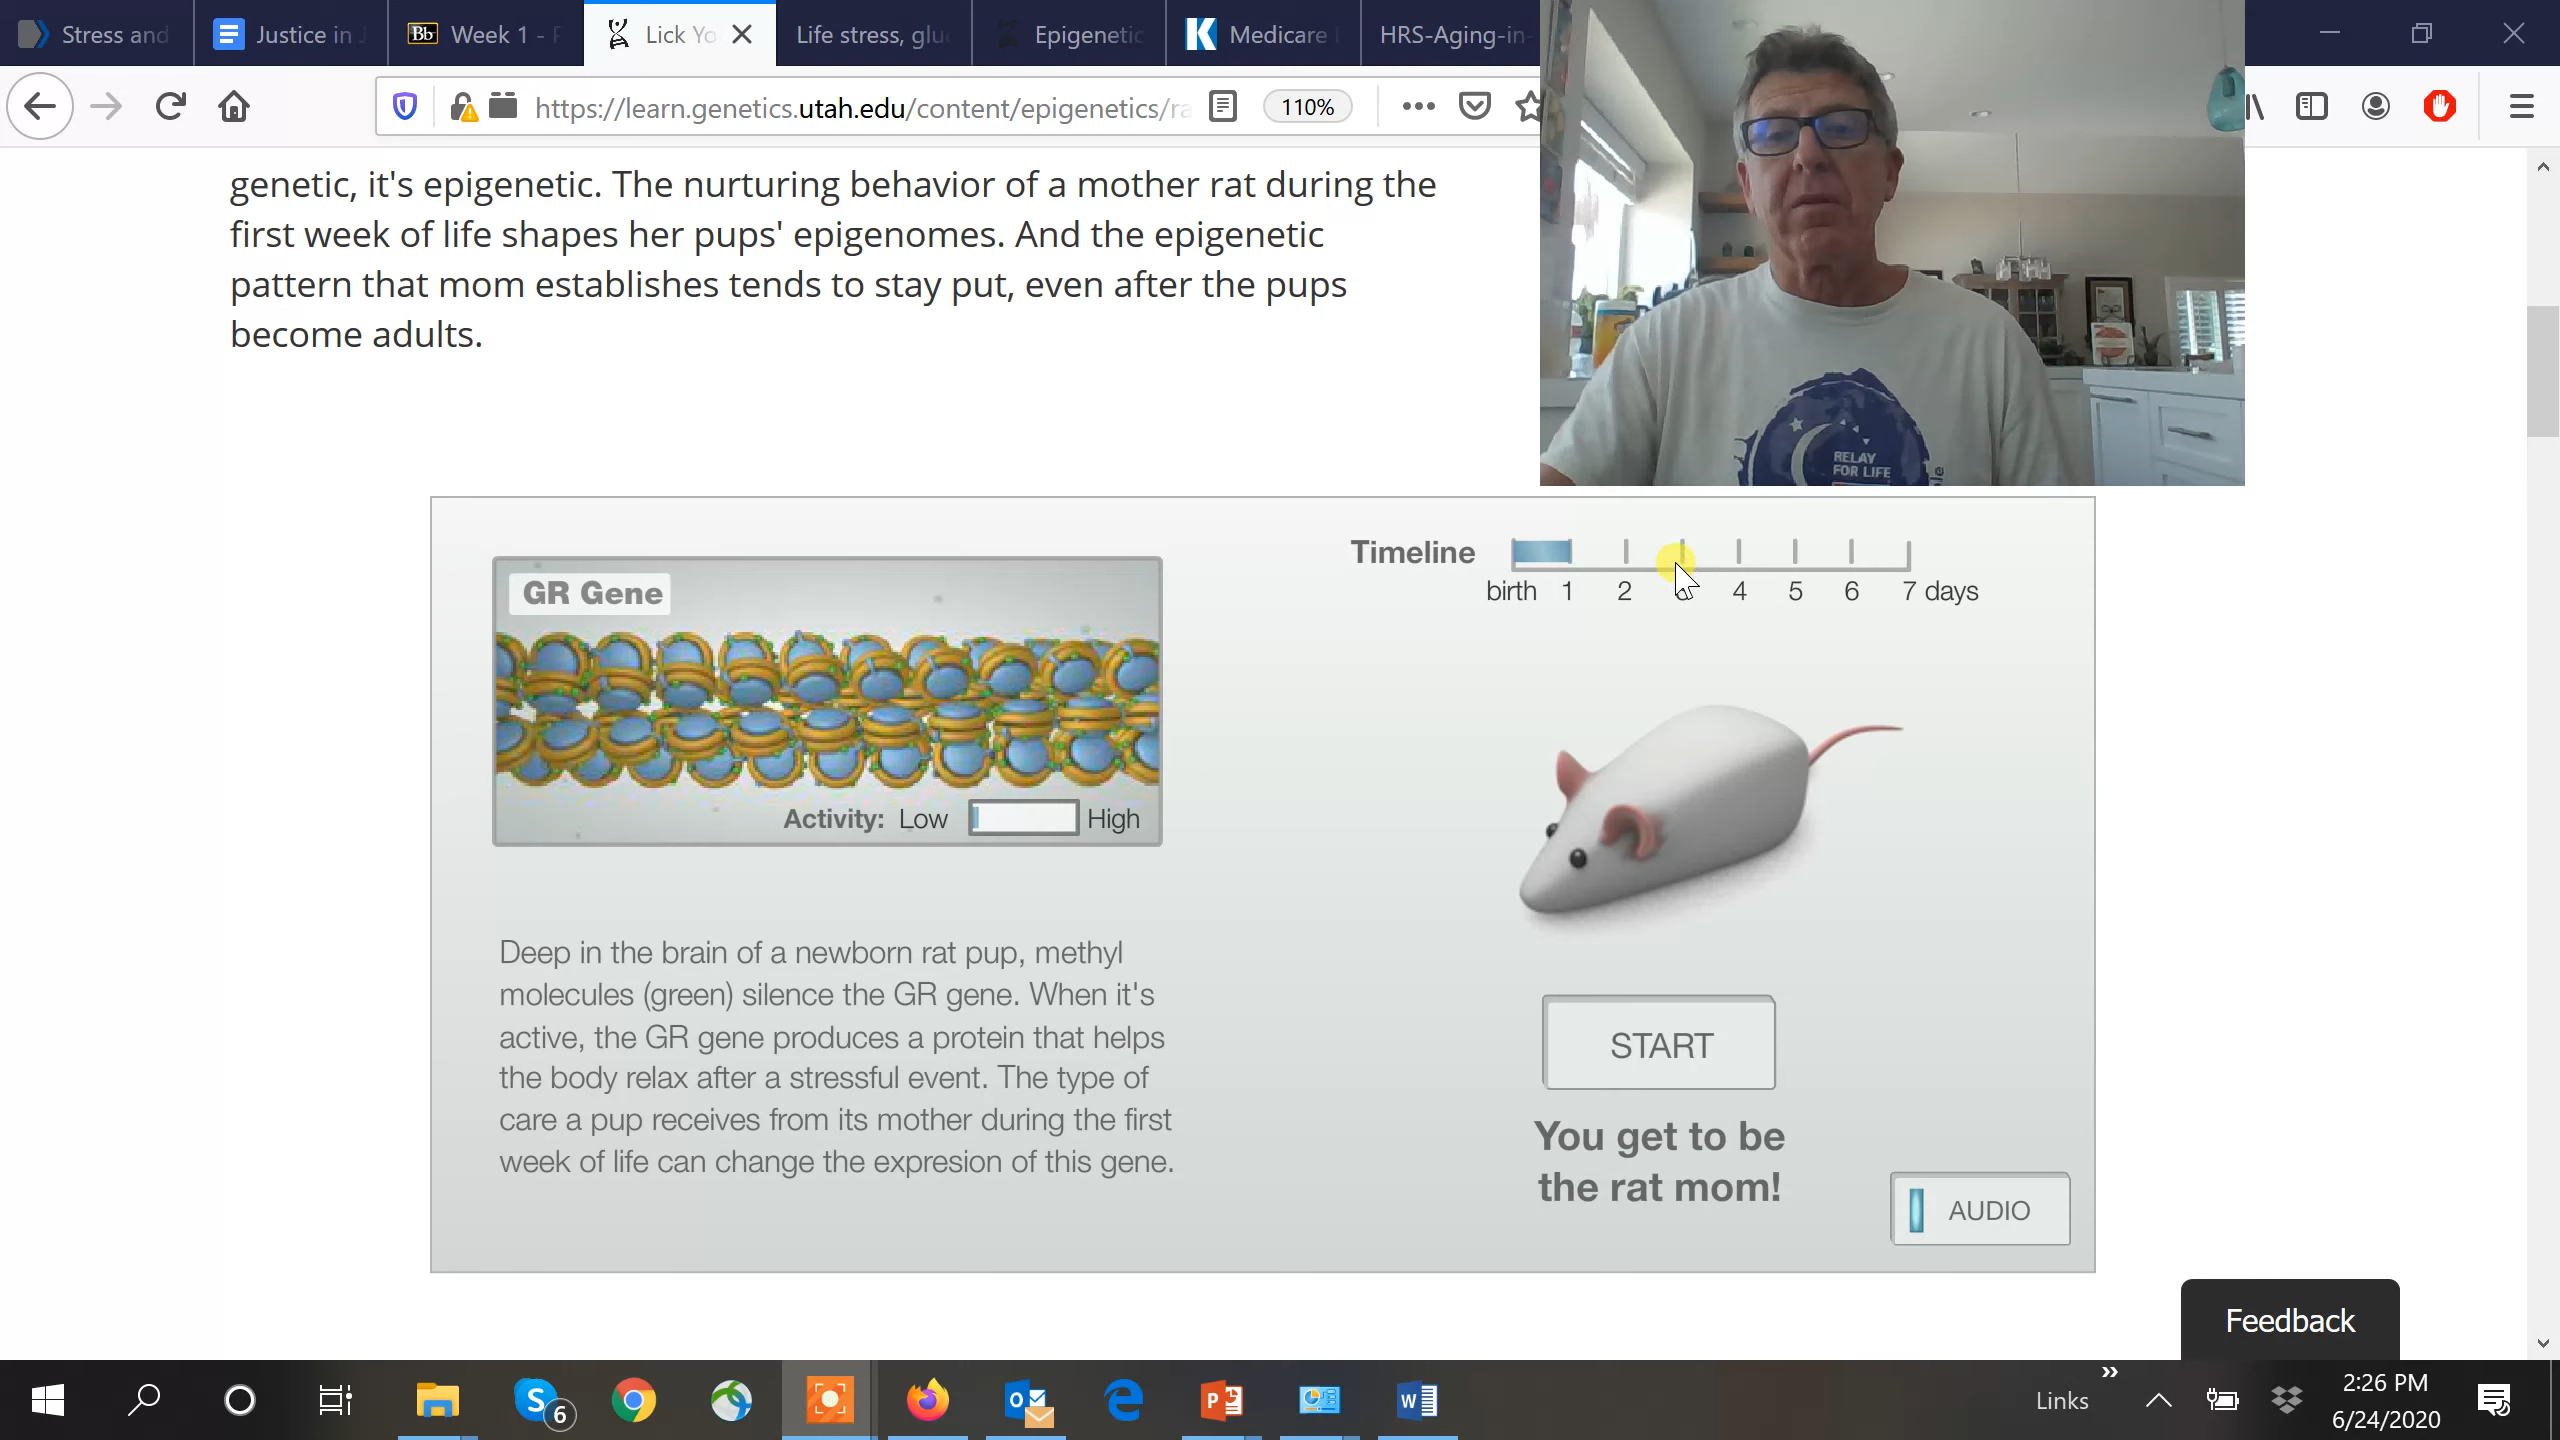 Stress and
Justice in J
Bb Week 1 -
Lick Yo
Life stress, glu
Epigenetic
K Medicare
HRS-Aging-in-
https://learn.genetics.utah.edu/content/epigenetics/ra
110%
genetic, it's epigenetic. The nurturing behavior of a mother rat during the
first week of life shapes her pups' epigenomes. And the epigenetic
pattern that mom establishes tends to stay put, even after the pups
become adults.
RELAY
FOR LIFE
GR Gene
Activity: Low High
Timeline
birth 1 2 4 5 6 7 days
Deep in the brain of a newborn rat pup, methyl
molecules (green) silence the GR gene. When it's
active, the GR gene produces a protein that helps
the body relax after a stressful event. The type of
care a pup receives from its mother during the first
week of life can change the expresion of this gene.
START
You get to be
the rat mom!
AUDIO
Feedback
S 6
Links
2:26 PM
6/24/2020